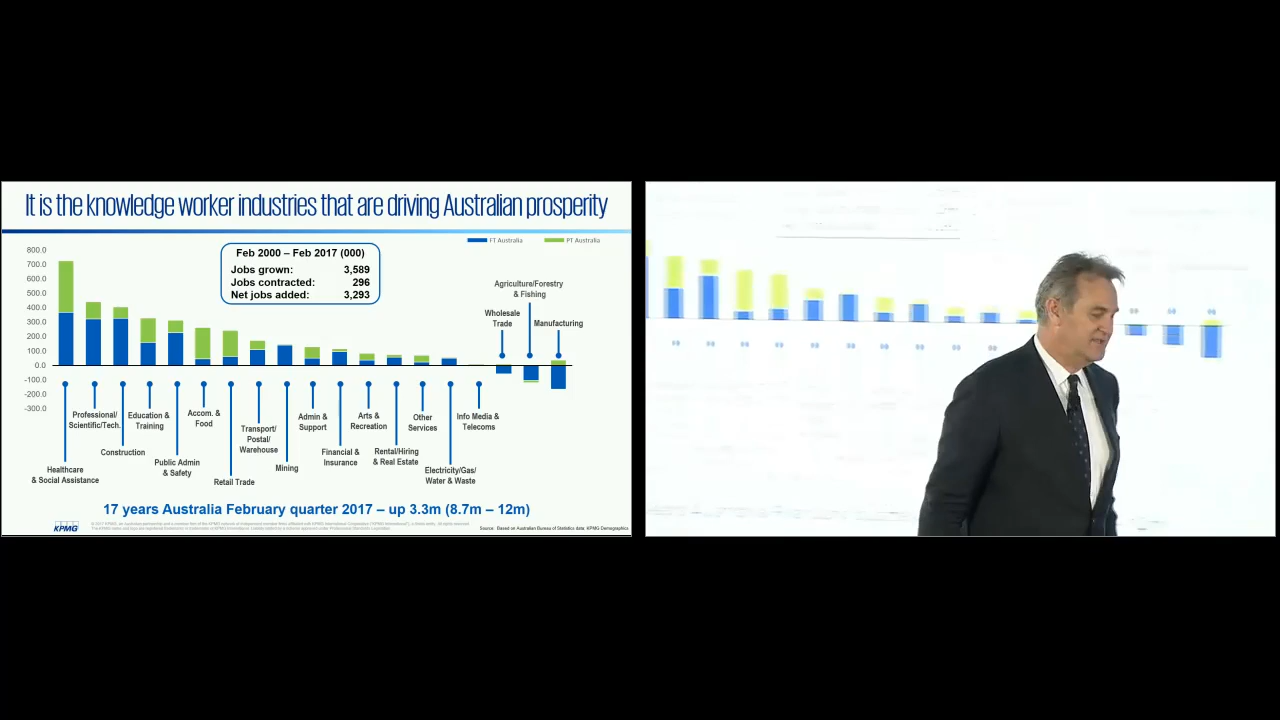 It is the knowledge worker industries that are driving Australian prosperity
FT Australia
PT Australia
Feb 2000 – Feb 2017 (000)
Jobs grown: 3,589
Jobs contracted: 296
Net jobs added: 3,293
800.0
700.0
600.0
500.0
400.0
300.0
200.0
100.0
0.0
-100.0
-200.0
-300.0
Agriculture/Forestry
& Fishing
Wholesale
Trade
Manufacturing
Healthcare
& Social Assistance
Professional/
Scientific/Tech.
Construction
Education &
Training
Public Admin
& Safety
Accom. &
Food
Retail Trade
Transport/
Postal/
Warehouse
Mining
Admin &
Support
Financial &
Insurance
Arts &
Recreation
Rental/Hiring
& Real Estate
Other
Services
Electricity/Gas/
Water & Waste
Info Media &
Telecoms
17 years Australia February quarter 2017 – up 3.3m (8.7m – 12m)
KPMG
Source: Based on Australian Bureau of Statistics data; KPMG Demographics